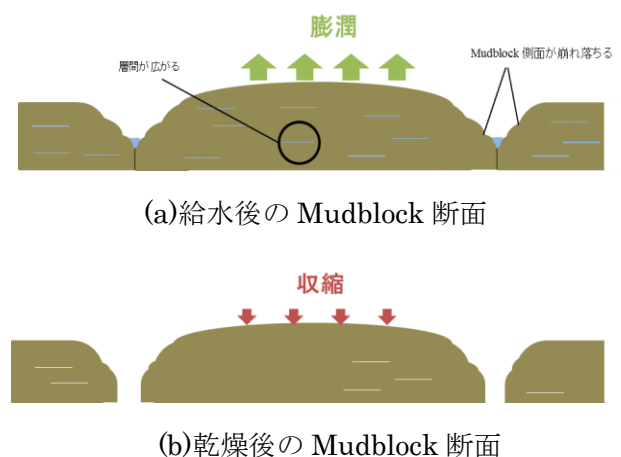 膨潤
層間が広がる
Mudblock 側面が崩れ落ちる
(a)給水後の Mudblock 断面
収縮
(b)乾燥後の Mudblock 断面